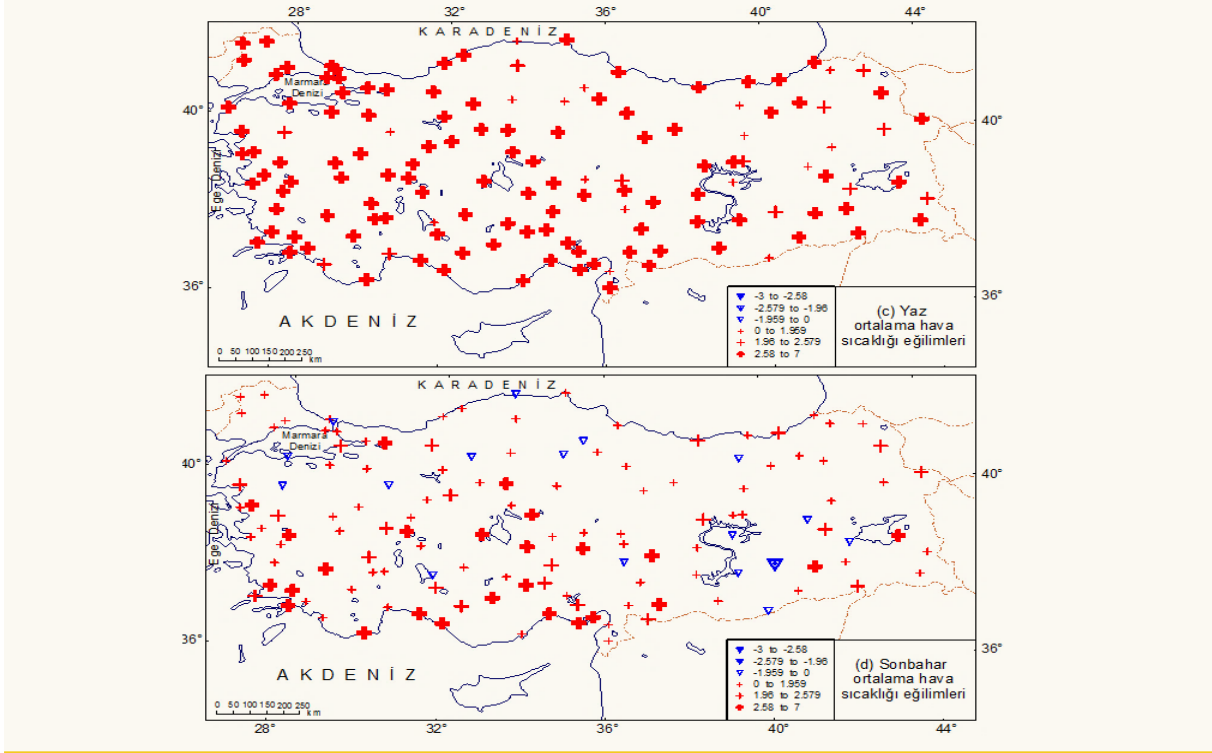 28° 32° 36° 40° 44°
KARADENİZ
Marmara
Denizi
40° 40°
Ege Denizi
36° 36°
AKDENİZ
-3 to -2.58
-2.579 to -1.96
-1.959 to 0
0 to 1.959
1.96 to 2.579
2.58 to 7
(c) Yaz
ortalama hava
sıcaklığı eğilimleri
0 50 100 150 200 250
km
KARADENİZ
Marmara
Denizi
40° 40°
Ege Denizi
36° 36°
AKDENİZ
-3 to -2.58
-2.579 to -1.96
-1.959 to 0
0 to 1.959
1.96 to 2.579
2.58 to 7
(d) Sonbahar
ortalama hava
sıcaklığı eğilimleri
0 50 100 150 200 250
km
28° 32° 36° 40° 44°